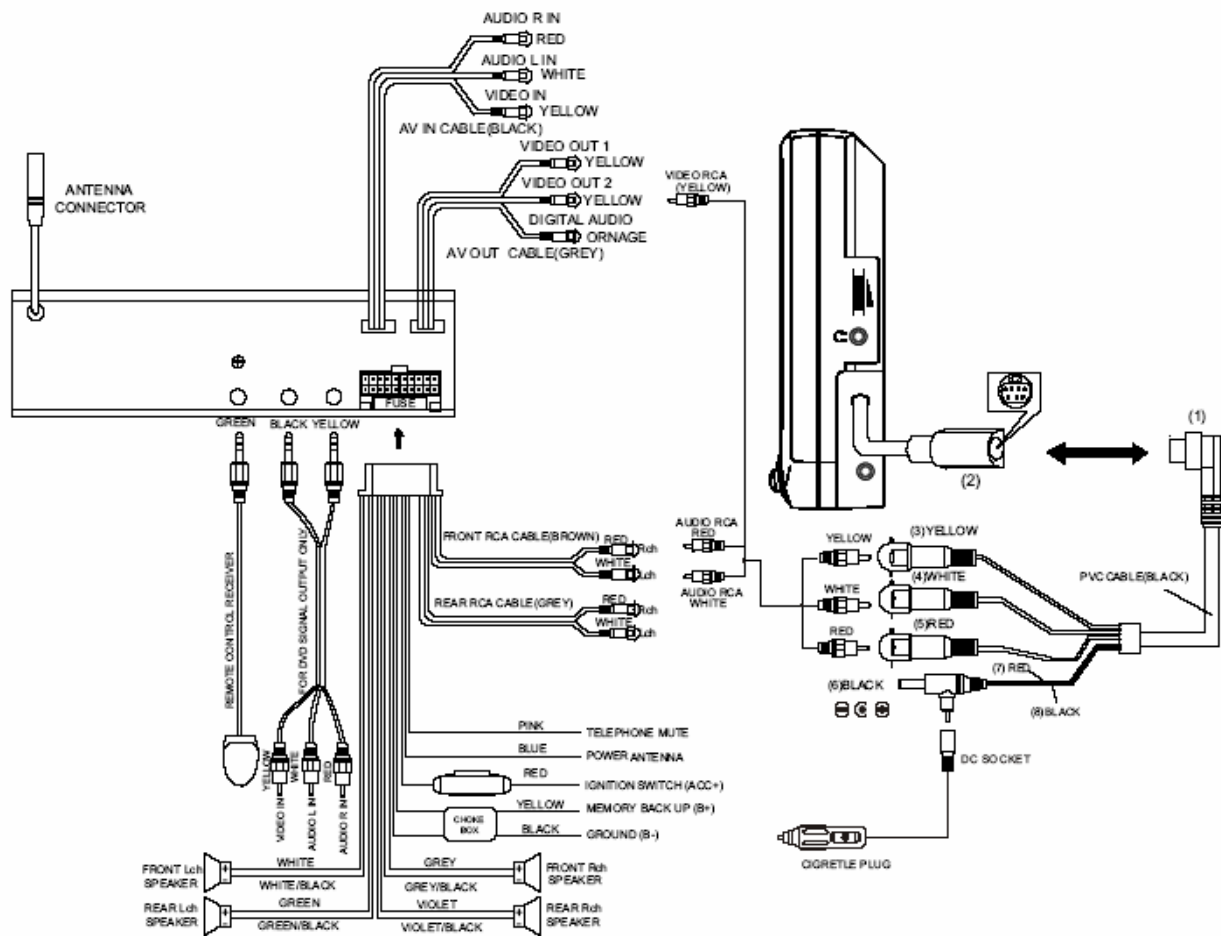 AUDIO R IN
RED
AUDIO L IN
WHITE
VIDEO IN
YELLOW
AV IN CABLE(BLACK)
VIDEO OUT 1
YELLOW
VIDEO OUT 2
YELLOW
DIGITAL AUDIO
ORNAGE
AV OUT CABLE(GREY)
ANTENNA
CONNECTOR
VIDEO RCA
(YELLOW)
FUSE
GREEN
BLACK YELLOW
(1)
(2)
REMOTE CONTROL RECEIVER
FOR DVD SIGNAL OUTPUT ONLY
YELLOW
WHITE
RED
VIDEO IN
AUDIO L IN
AUDIO R IN
FRONT RCA CABLE(BROWN)
RED
Rch
WHITE
Lch
REAR RCA CABLE(GREY)
RED
Rch
WHITE
Lch
AUDIO RCA
RED
AUDIO RCA
WHITE
YELLOW
(3)YELLOW
WHITE
(4)WHITE
RED
(5)RED
PVC CABLE(BLACK)
(6)BLACK
(7) RED
(8)BLACK
DC SOCKET
CIGRETLE PLUG
PINK
TELEPHONE MUTE
BLUE
POWER ANTENNA
RED
IGNITION SWITCH (ACC+)
YELLOW
MEMORY BACK UP (B+)
CHOKE
BOX
BLACK
GROUND (B-)
FRONT Lch
SPEAKER
WHITE
WHITE/BLACK
GREY
GREY/BLACK
FRONT Rch
SPEAKER
REAR Lch
SPEAKER
GREEN
GREEN/BLACK
VIOLET
VIOLET/BLACK
REAR Rch
SPEAKER